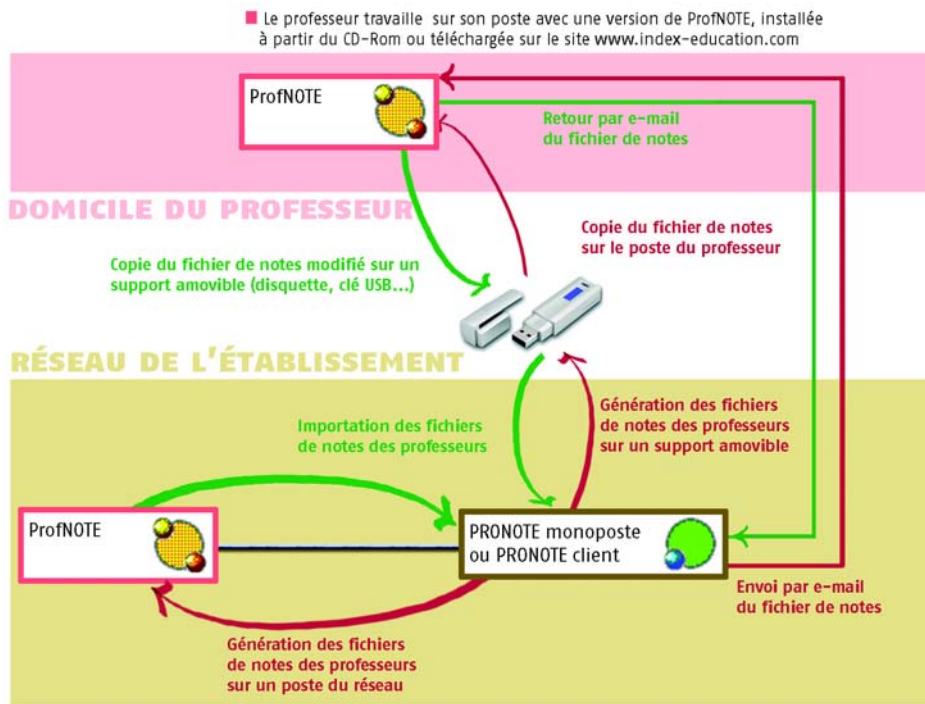 Le professeur travaille sur son poste avec une version de ProfNOTE, installée
à partir du CD-Rom ou téléchargée sur le site www.index-education.com
ProfNOTE
Retour par e-mail
du fichier de notes
DOMICILE DU PROFESSEUR
Copie du fichier de notes
sur le poste du professeur
Copie du fichier de notes modifié sur un
support amovible (disquette, clé USB...)
RÉSEAU DE L'ÉTABLISSEMENT
Importation des fichiers
de notes des professeurs
Génération des fichiers
de notes des professeurs
sur un support amovible
ProfNOTE
PRONOTE monoposte
ou PRONOTE client
Envoi par e-mail
du fichier de notes
Génération des fichiers
de notes des professeurs
sur un poste du réseau